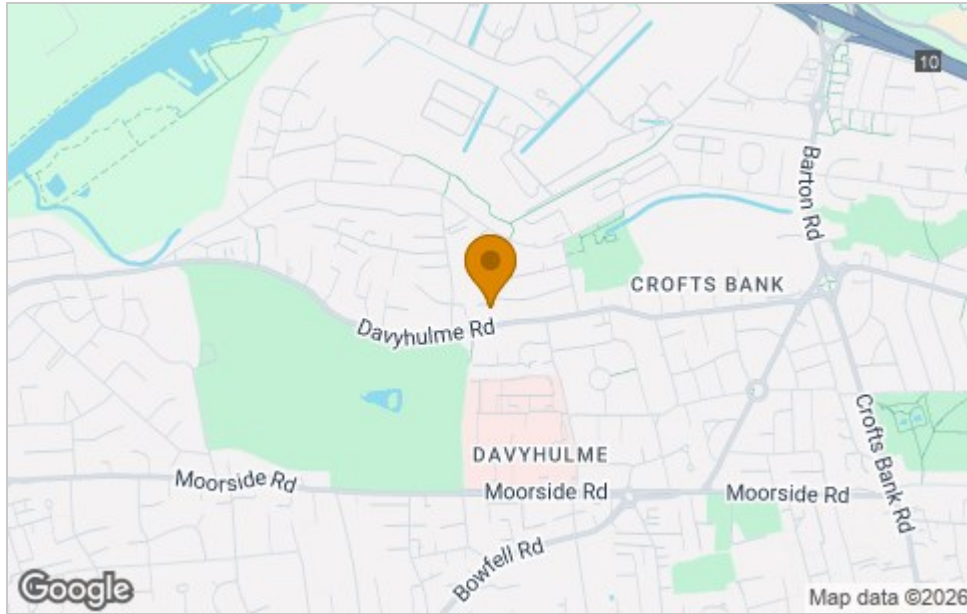 10
Barton Rd
CROFTS BANK
Davyhulme Rd
Crofts Bank Rd
DAVYHULME
Moorside Rd
Moorside Rd
Moorside Rd
Bowfell Rd
Google
Map data ©2026